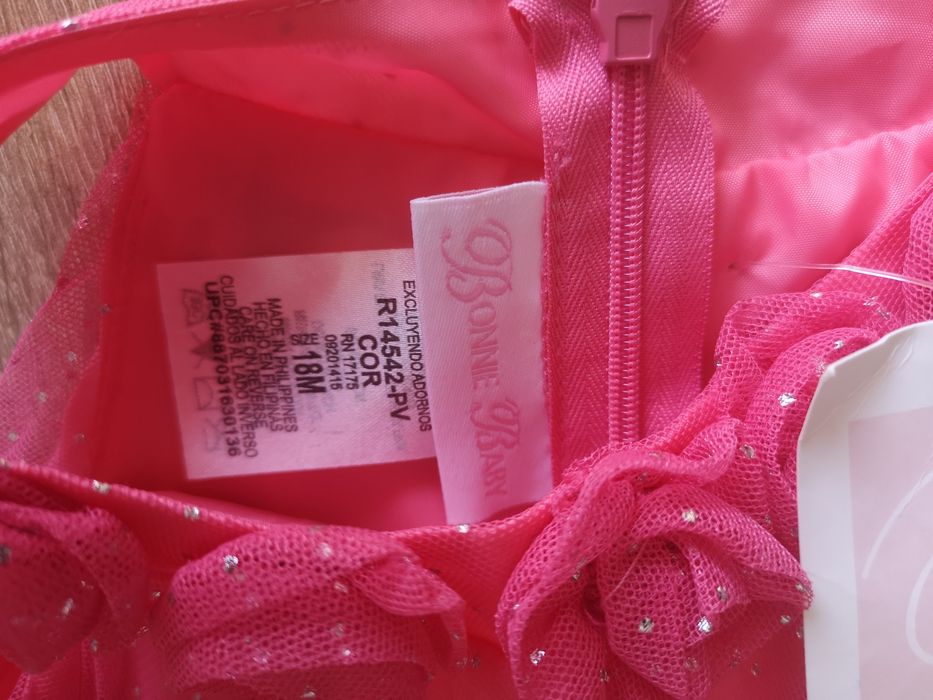 BONNIE BABY
EXCLUYENDO ADORNOS
R14542-PV
COR
RN 17175
09201415
18M
MADE IN PHILIPPINES
HECHO EN FILIPINAS
CARE ON REVERSE
CUIDADOS AL LADO INVERSO
UPC#887031630136